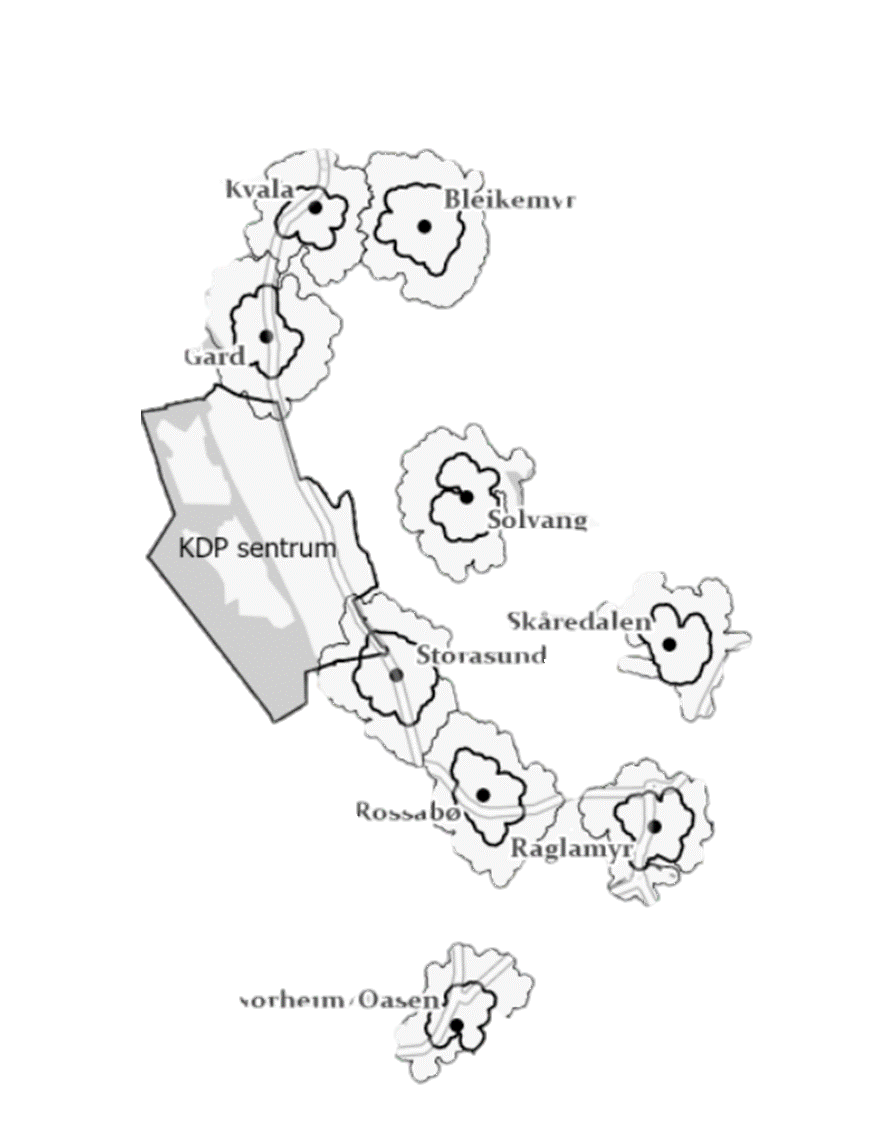 Kvala
Bleikemyr
Gard
Solvang
KDP sentrum
Skåredalen
Storasund
Rossabø
Raglamyr
Oasen